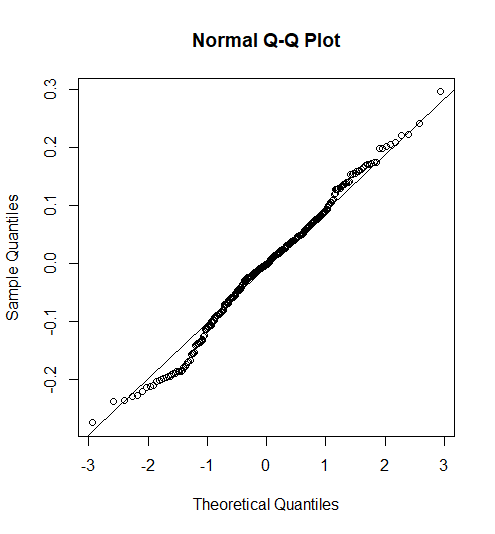 Normal Q-Q Plot
0.3
0.2
0.1
0.0
-0.1
-0.2
Sample Quantiles
-3 -2 -1 0 1 2 3
Theoretical Quantiles